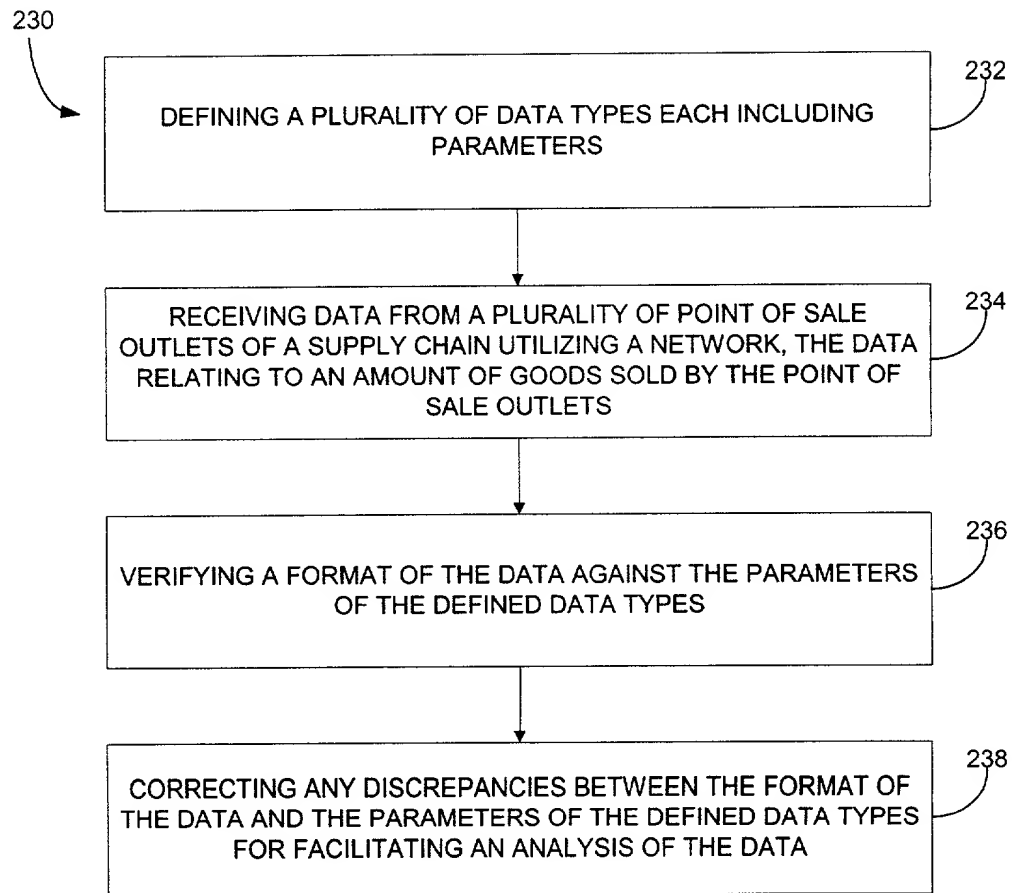 230
232
DEFINING A PLURALITY OF DATA TYPES EACH INCLUDING
PARAMETERS
234
RECEIVING DATA FROM A PLURALITY OF POINT OF SALE
OUTLETS OF A SUPPLY CHAIN UTILIZING A NETWORK, THE DATA
RELATING TO AN AMOUNT OF GOODS SOLD BY THE POINT OF
SALE OUTLETS
236
VERIFYING A FORMAT OF THE DATA AGAINST THE PARAMETERS
OF THE DEFINED DATA TYPES
238
CORRECTING ANY DISCREPANCIES BETWEEN THE FORMAT OF
THE DATA AND THE PARAMETERS OF THE DEFINED DATA TYPES
FOR FACILITATING AN ANALYSIS OF THE DATA